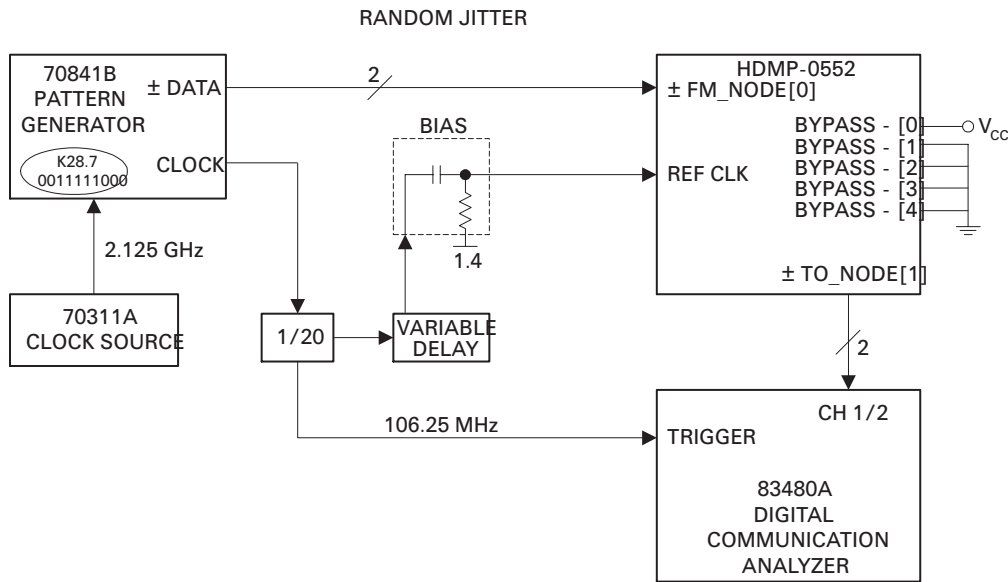 RANDOM JITTER
70841B
PATTERN
GENERATOR
± DATA
K28.7
0011111000
CLOCK
2
HDMP-0552
± FM_NODE[0]
BYPASS - [0]
VCC
BYPASS - [1]
BYPASS - [2]
BYPASS - [3]
BYPASS - [4]
REF CLK
± TO_NODE[1]
BIAS
1.4
2.125 GHz
70311A
CLOCK SOURCE
1/20
VARIABLE
DELAY
2
106.25 MHz
CH 1/2
TRIGGER
83480A
DIGITAL
COMMUNICATION
ANALYZER